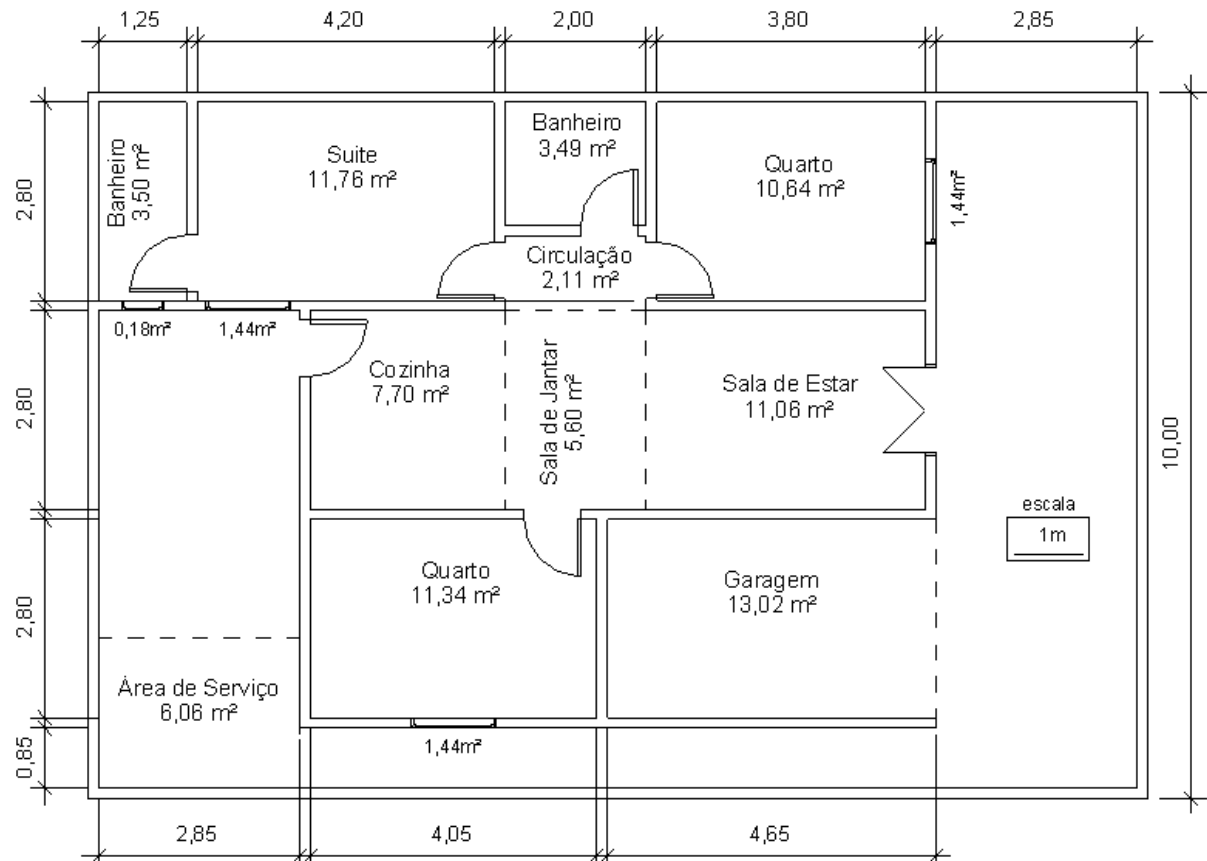 1,25
4,20
2,00
3,80
2,85
Banheiro
3,50 m²
Suite
11,76 m²
Banheiro
3,49 m²
Quarto
10,64 m²
1,44m²
2,80
Circulação
2,11 m²
0,18m²
1,44m²
Cozinha
7,70 m²
Sala de Jantar
5,60 m²
Sala de Estar
11,06 m²
2,80
10,00
escala
1m
Quarto
11,34 m²
Garagem
13,02 m²
2,80
Área de Serviço
6,06 m²
1,44m²
0,85
2,85
4,05
4,65